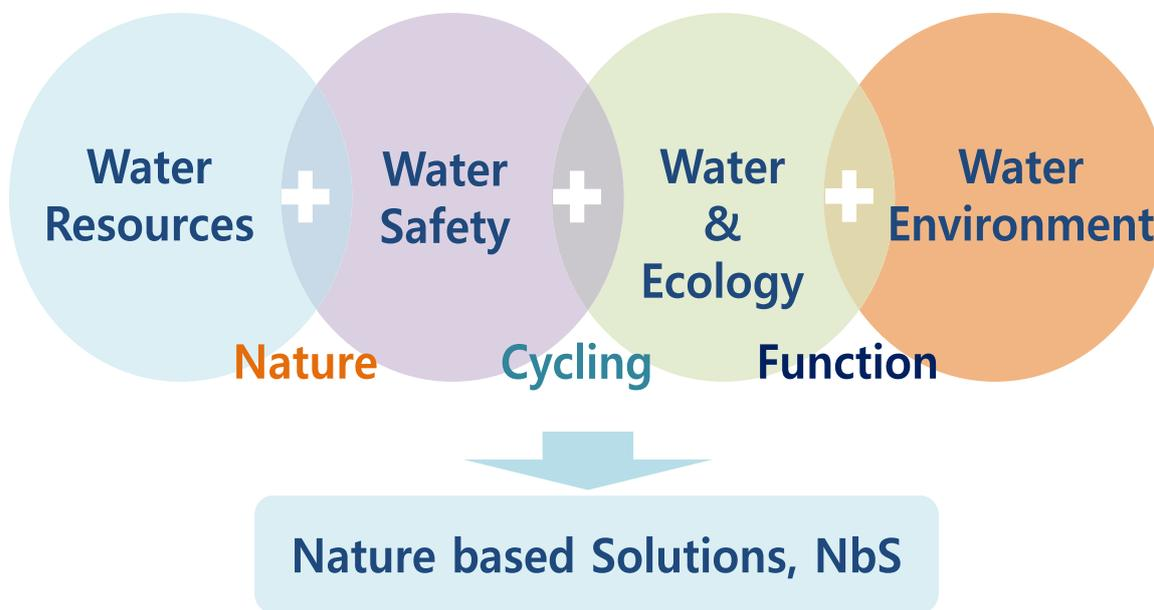 Water
Resources
Water
Safety
Water
&
Ecology
Water
Environment
Nature
Cycling
Function
Nature based Solutions, NbS